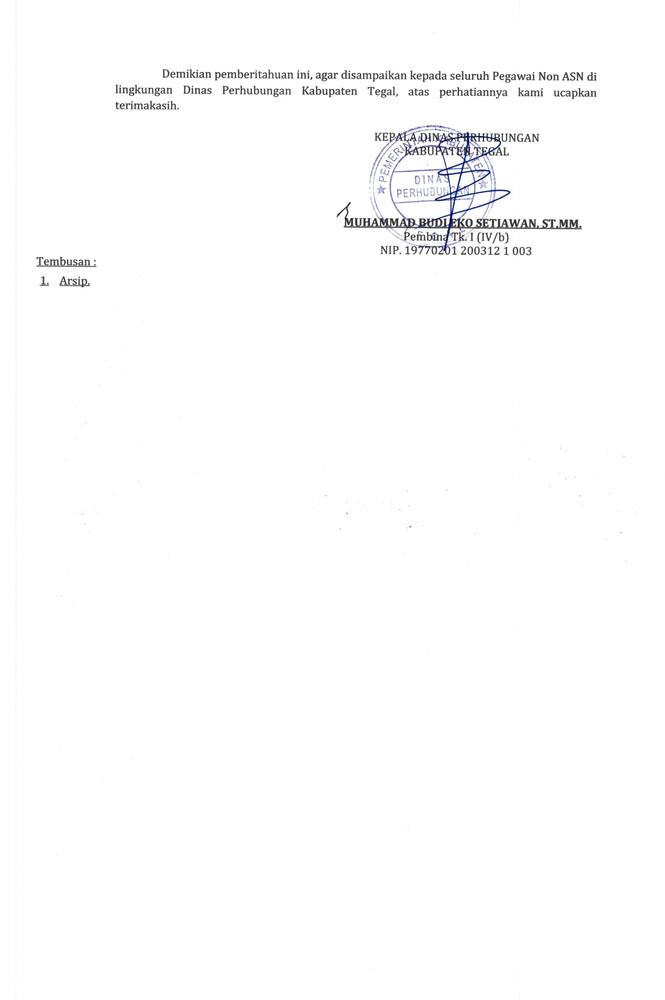 Demikian pemberitahuan ini, agar disampaikan kepada seluruh Pegawai Non ASN di
lingkungan Dinas Perhubungan Kabupaten Tegal, atas perhatiannya kami ucapkan
terimakasih.
KEPALA DINAS PERHUBUNGAN
KABUPATEN TEGAL
PEMERINTAH KABUPATEN
DINAS
PERHUBUNGAN
TEGAL
MUHAMMAD BUDI EKO SETIAWAN, ST,MM.
Pembina Tk. I (IV/b)
NIP. 19770201 200312 1 003
Tembusan :
1. Arsip.